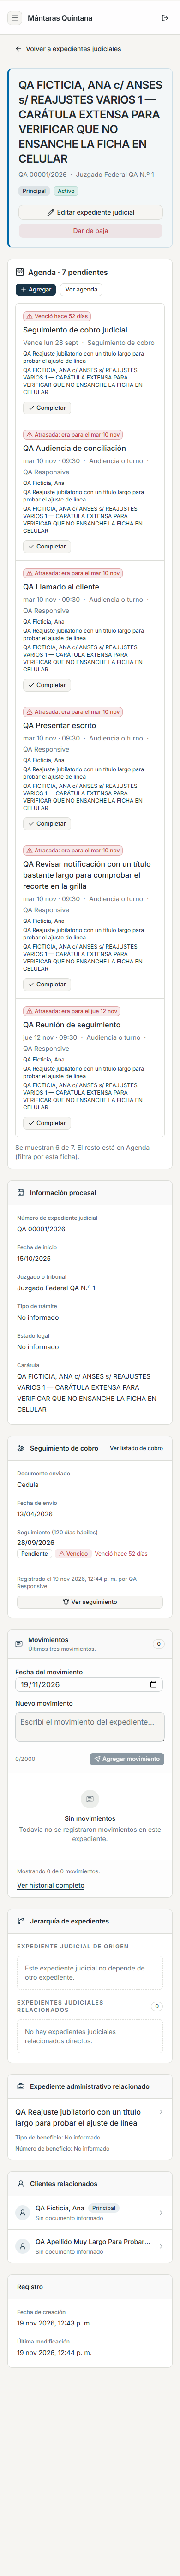 Mántaras Quintana
Volver a expedientes judiciales
QA FICTICIA, ANA c/ ANSES
s/ REAJUSTES VARIOS 1 —
CARÁTULA EXTENSA PARA
VERIFICAR QUE NO
ENSANCHE LA FICHA EN
CELULAR
QA 00001/2026 · Juzgado Federal QA N.º 1
Principal Activo
Editar expediente judicial
Dar de baja
Agenda · 7 pendientes
Agregar Ver agenda
Venció hace 52 días
Seguimiento de cobro judicial
Vence lun 28 sept · Seguimiento de cobro
QA Reajuste jubilatorio con un título largo para
probar el ajuste de línea
QA FICTICIA, ANA c/ ANSES s/ REAJUSTES
VARIOS 1 — CARÁTULA EXTENSA PARA
VERIFICAR QUE NO ENSANCHE LA FICHA EN
CELULAR
Completar
Atrasada: era para el mar 10 nov
QA Audiencia de conciliación
mar 10 nov · 09:30 · Audiencia o turno ·
QA Responsive
QA Ficticia, Ana
QA Reajuste jubilatorio con un título largo para
probar el ajuste de línea
QA FICTICIA, ANA c/ ANSES s/ REAJUSTES
VARIOS 1 — CARÁTULA EXTENSA PARA
VERIFICAR QUE NO ENSANCHE LA FICHA EN
CELULAR
Completar
Atrasada: era para el mar 10 nov
QA Llamado al cliente
mar 10 nov · 09:30 · Audiencia o turno ·
QA Responsive
QA Ficticia, Ana
QA Reajuste jubilatorio con un título largo para
probar el ajuste de línea
QA FICTICIA, ANA c/ ANSES s/ REAJUSTES
VARIOS 1 — CARÁTULA EXTENSA PARA
VERIFICAR QUE NO ENSANCHE LA FICHA EN
CELULAR
Completar
Atrasada: era para el mar 10 nov
QA Presentar escrito
mar 10 nov · 09:30 · Audiencia o turno ·
QA Responsive
QA Ficticia, Ana
QA Reajuste jubilatorio con un título largo para
probar el ajuste de línea
QA FICTICIA, ANA c/ ANSES s/ REAJUSTES
VARIOS 1 — CARÁTULA EXTENSA PARA
VERIFICAR QUE NO ENSANCHE LA FICHA EN
CELULAR
Completar
Atrasada: era para el mar 10 nov
QA Revisar notificación con un título
bastante largo para comprobar el
recorte en la grilla
mar 10 nov · 09:30 · Audiencia o turno ·
QA Responsive
QA Ficticia, Ana
QA Reajuste jubilatorio con un título largo para
probar el ajuste de línea
QA FICTICIA, ANA c/ ANSES s/ REAJUSTES
VARIOS 1 — CARÁTULA EXTENSA PARA
VERIFICAR QUE NO ENSANCHE LA FICHA EN
CELULAR
Completar
Atrasada: era para el jue 12 nov
QA Reunión de seguimiento
jue 12 nov · 09:30 · Audiencia o turno ·
QA Responsive
QA Ficticia, Ana
QA Reajuste jubilatorio con un título largo para
probar el ajuste de línea
QA FICTICIA, ANA c/ ANSES s/ REAJUSTES
VARIOS 1 — CARÁTULA EXTENSA PARA
VERIFICAR QUE NO ENSANCHE LA FICHA EN
CELULAR
Completar
Se muestran 6 de 7. El resto está en Agenda
(filtrá por esta ficha).
Información procesal
Número de expediente judicial
QA 00001/2026
Fecha de inicio
15/10/2025
Juzgado o tribunal
Juzgado Federal QA N.º 1
Tipo de trámite
No informado
Estado legal
No informado
Carátula
QA FICTICIA, ANA c/ ANSES s/ REAJUSTES
VARIOS 1 — CARÁTULA EXTENSA PARA
VERIFICAR QUE NO ENSANCHE LA FICHA EN
CELULAR
Seguimiento de cobro Ver listado de cobro
Documento enviado
Cédula
Fecha de envío
13/04/2026
Seguimiento (120 días hábiles)
28/09/2026
Pendiente Vencido Venció hace 52 días
Registrado el 19 nov 2026, 12:44 p. m. por QA
Responsive
Ver seguimiento
Movimientos 0
Últimos tres movimientos.
Fecha del movimiento
19/11/2026
Nuevo movimiento
Escribí el movimiento del expediente...
0/2000 Agregar movimiento
Sin movimientos
Todavía no se registraron movimientos en este
expediente.
Mostrando 0 de 0 movimientos.
Ver historial completo
Jerarquía de expedientes
EXPEDIENTE JUDICIAL DE ORIGEN
Este expediente judicial no depende de
otro expediente.
EXPEDIENTES JUDICIALES
RELACIONADOS 0
No hay expedientes judiciales
relacionados directos.
Expediente administrativo relacionado
QA Reajuste jubilatorio con un título
largo para probar el ajuste de línea
Tipo de beneficio: No informado
Número de beneficio: No informado
Clientes relacionados
QA Ficticia, Ana Principal
Sin documento informado
QA Apellido Muy Largo Para Probar...
Sin documento informado
Registro
Fecha de creación
19 nov 2026, 12:43 p. m.
Última modificación
19 nov 2026, 12:44 p. m.